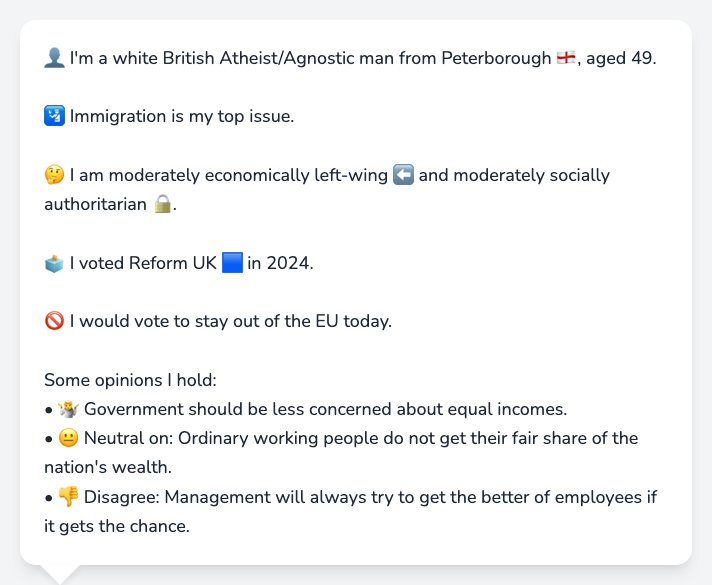 👤 I'm a white British Atheist/Agnostic man from Peterborough 🏴󠁧󠁢󠁥󠁮󠁧󠁿, aged 49.
🛂 Immigration is my top issue.
🤔 I am moderately economically left-wing ⬅️ and moderately socially
authoritarian 🔒.
🗳️ I voted Reform UK 🟦 in 2024.
🚫 I would vote to stay out of the EU today.
Some opinions I hold:
• 🤷 Government should be less concerned about equal incomes.
• 😐 Neutral on: Ordinary working people do not get their fair share of the
nation's wealth.
• 👎 Disagree: Management will always try to get the better of employees if
it gets the chance.